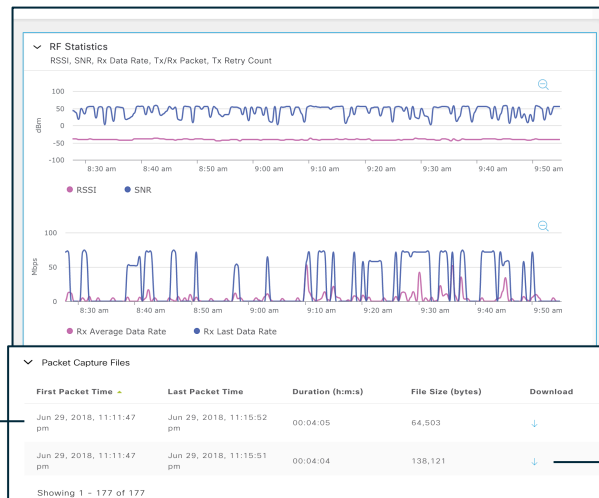 RF Statistics
RSSI, SNR, Rx Data Rate, Tx/Rx Packet, Tx Retry Count
100
50
0
-50
-100
dBm
8:30 am 8:40 am 8:50 am 9:00 am 9:10 am 9:20 am 9:30 am 9:40 am 9:50 am
RSSI SNR
100
50
0
Mbps
8:30 am 8:40 am 8:50 am 9:00 am 9:10 am 9:20 am 9:30 am 9:40 am 9:50 am
Rx Average Data Rate Rx Last Data Rate
Packet Capture Files
First Packet Time Last Packet Time Duration (h:m:s) File Size (bytes) Download
Jun 29, 2018, 11:11:47 pm Jun 29, 2018, 11:15:52 pm 00:04:05 64,503
Jun 29, 2018, 11:11:47 pm Jun 29, 2018, 11:15:51 pm 00:04:04 138,121
Showing 1 - 177 of 177